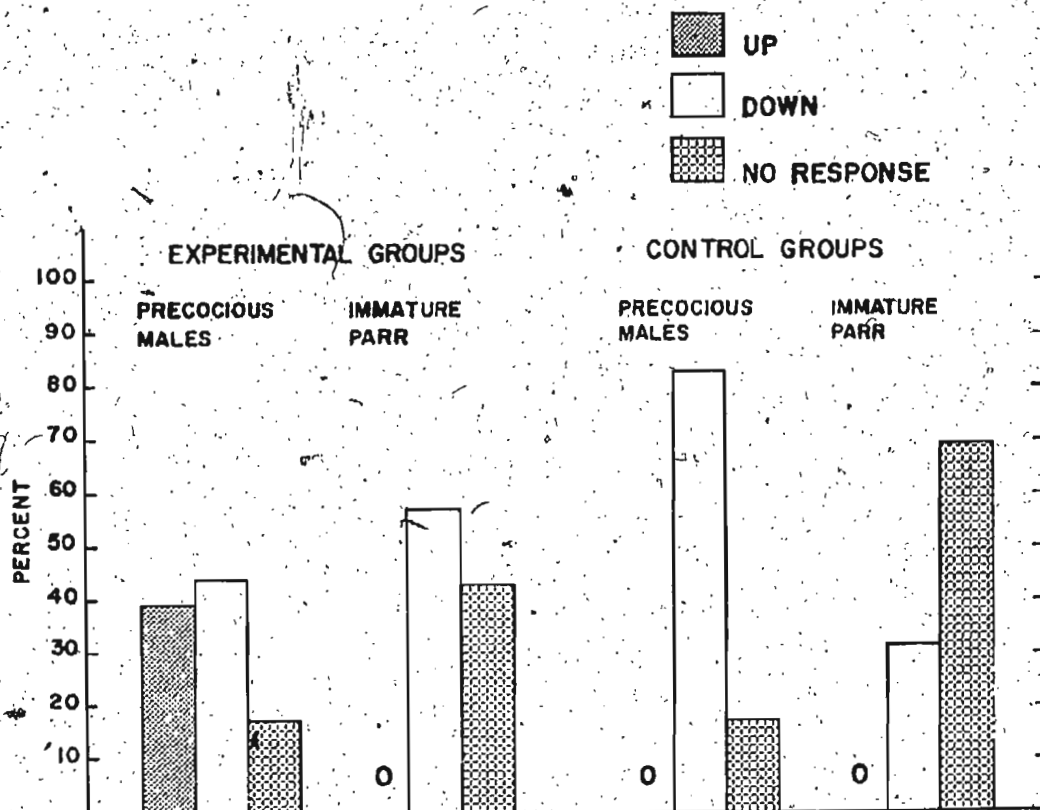 UP
DOWN
NO RESPONSE
EXPERIMENTAL GROUPS
CONTROL GROUPS
PRECOCIOUS
MALES
IMMATURE
PARR
PRECOCIOUS
MALES
IMMATURE
PARR
PERCENT
100
90
80
70
60
50
40
30
20
10
0
0
0